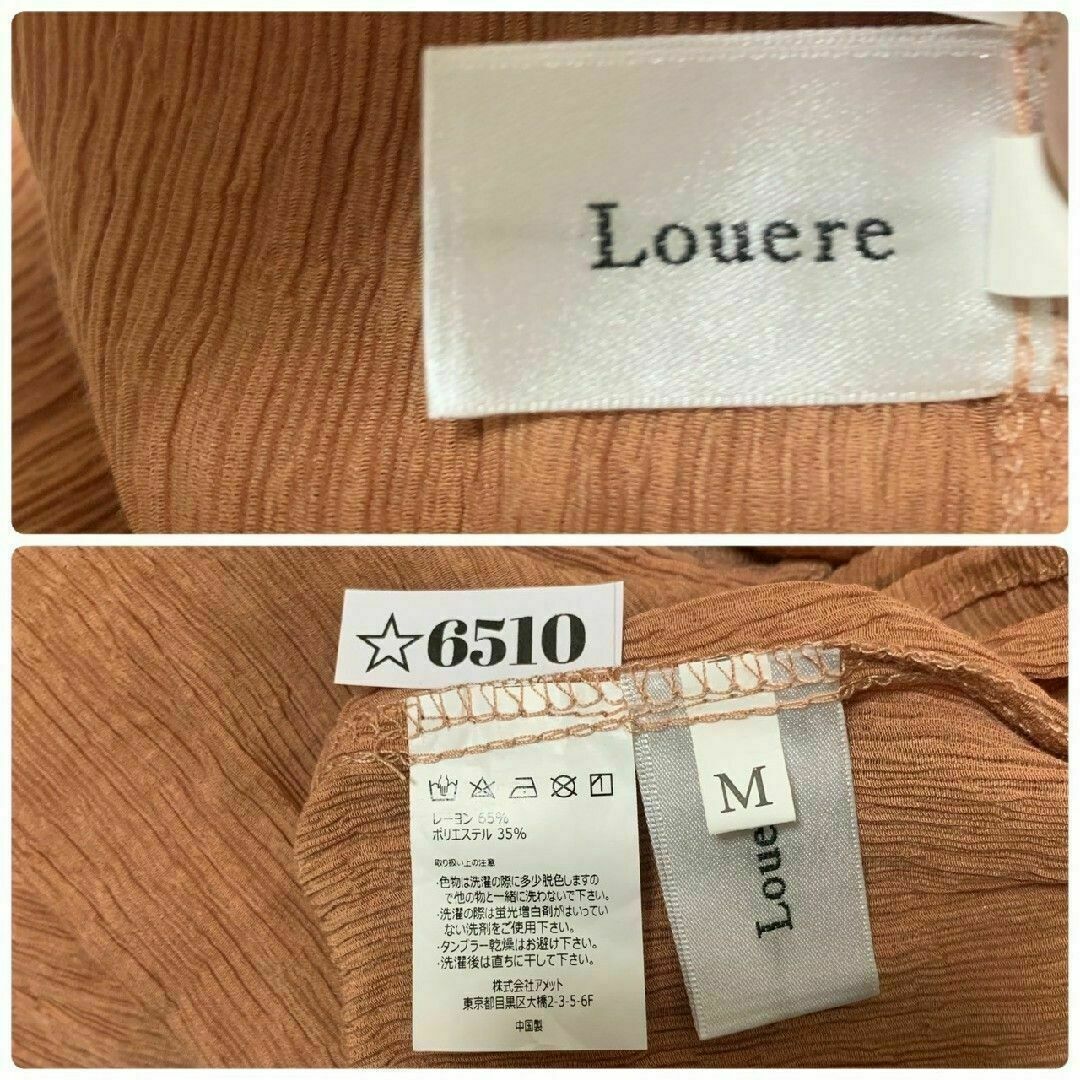 Louere
☆6510
レーヨン 65%
ポリエステル 35%
取り扱い上の注意
・色物は洗濯の際に多少脱色しますの
で他の物と一緒に洗わないで下さい。
・洗濯の際は蛍光増白剤がはいってい
ない洗剤をご使用下さい。
・タンブラー乾燥はお避け下さい。
・洗濯後は直ちに干して下さい。
株式会社アメット
東京都目黒区大橋2-3-5-6F
中国製
M
Loue